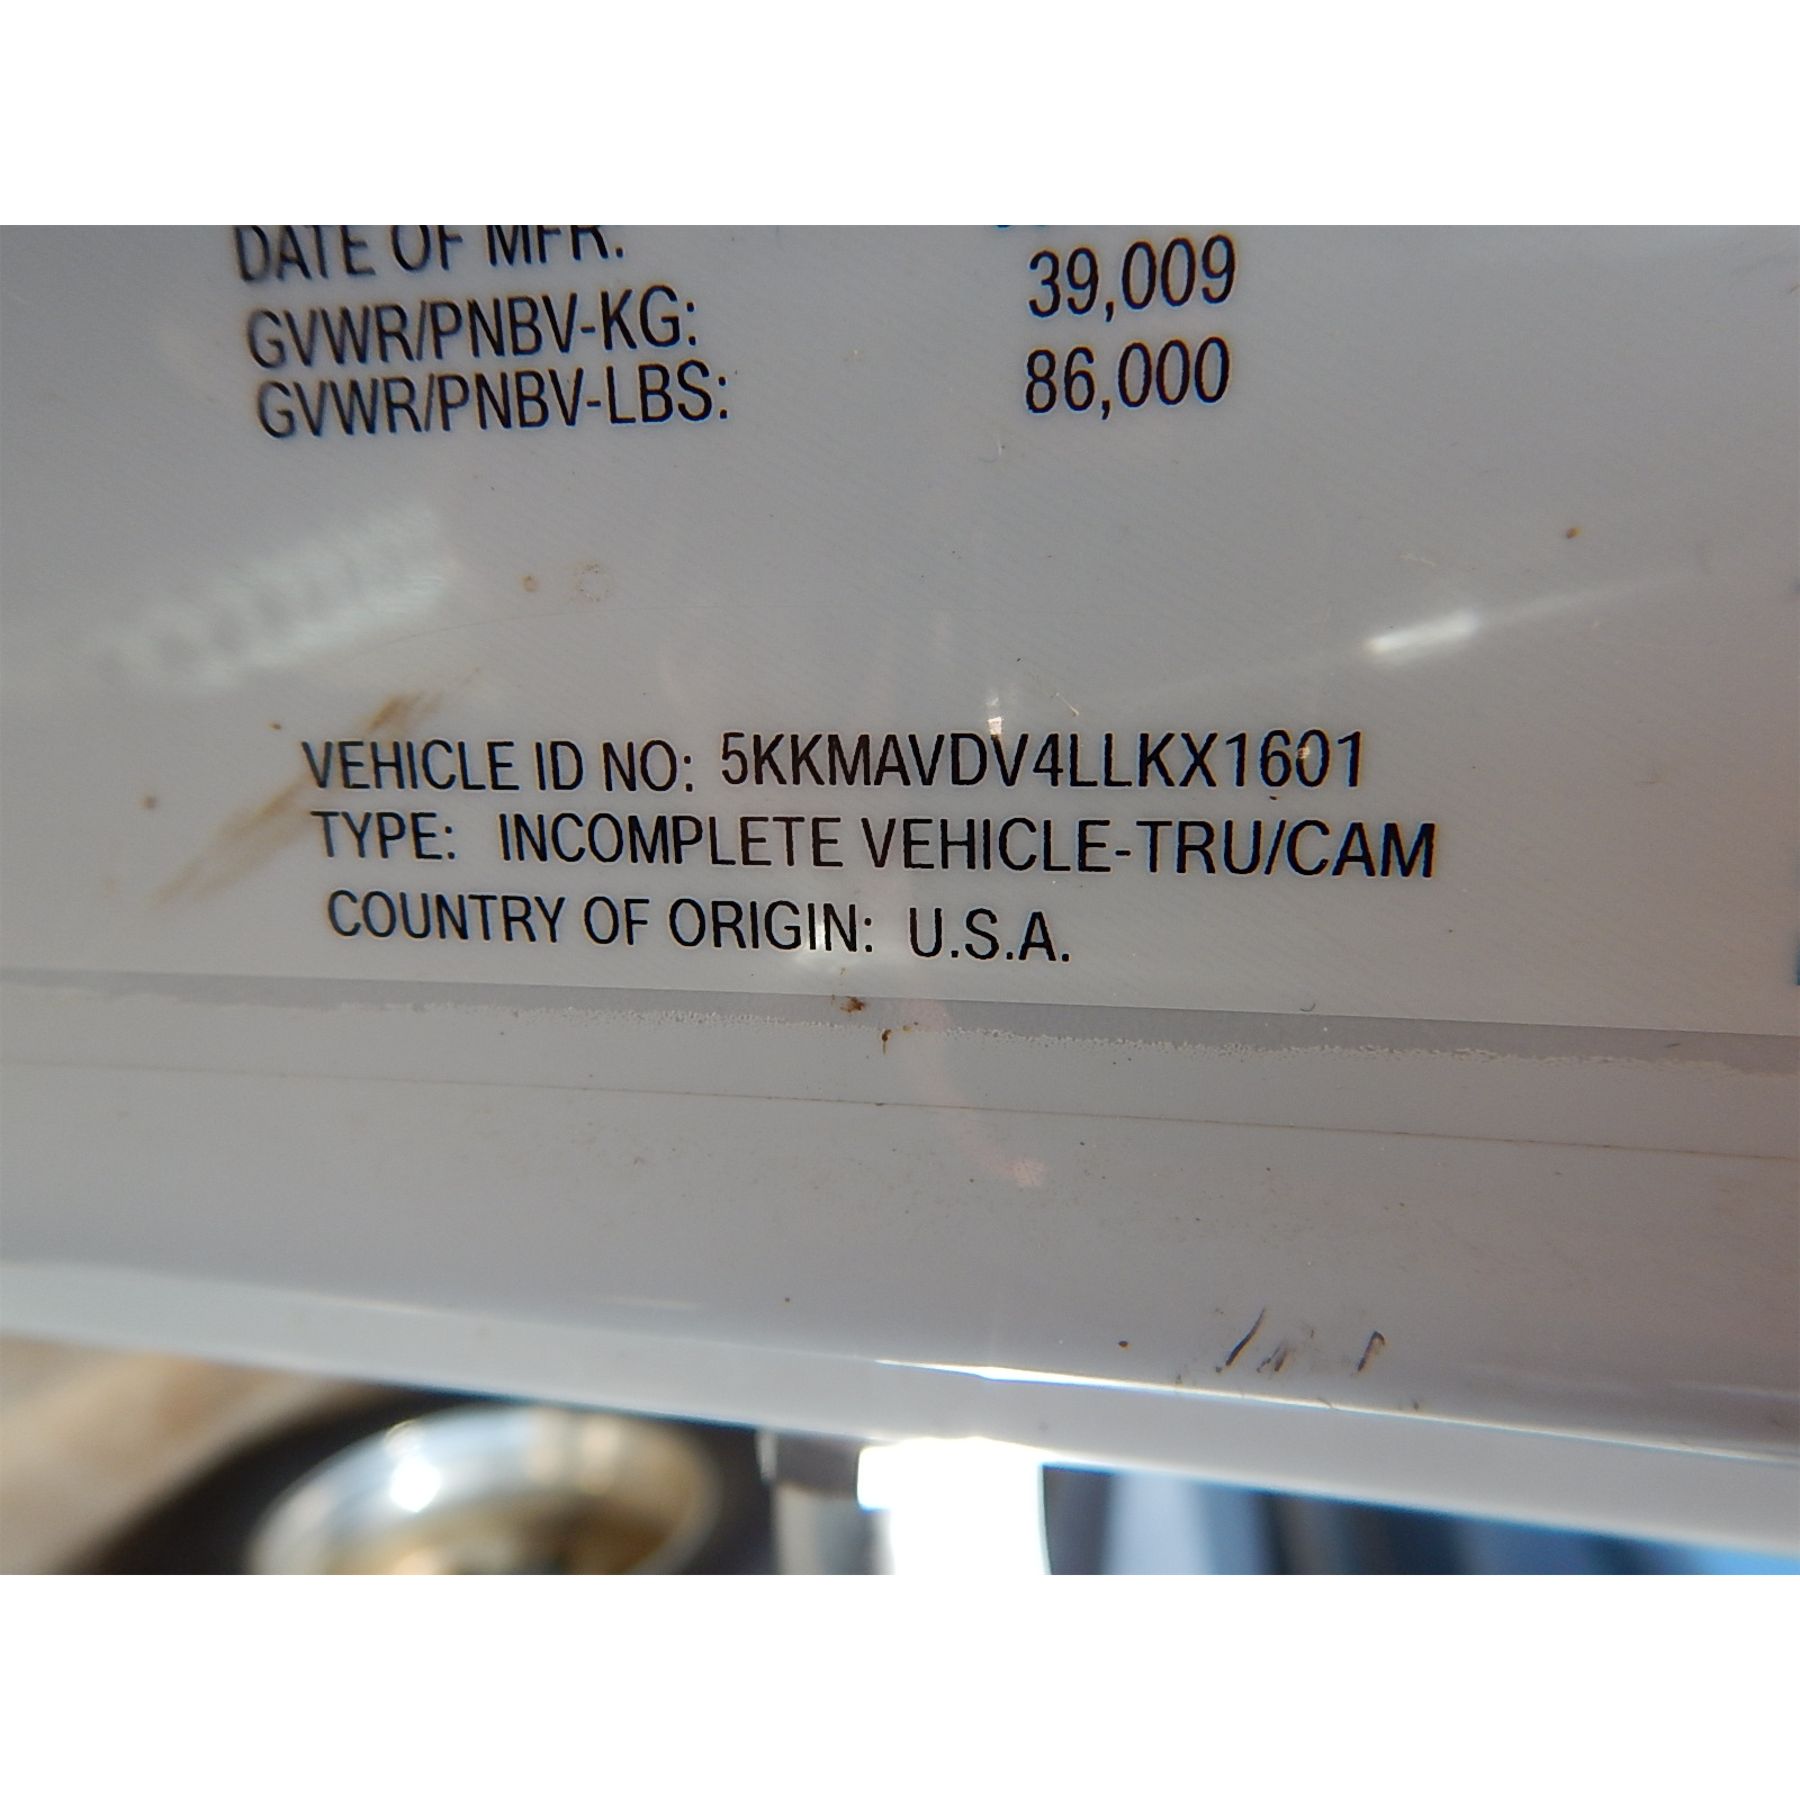 DATE OF MFR.
GVWR/PNBV-KG: 39,009
GVWR/PNBV-LBS: 86,000
VEHICLE ID NO: 5KKMAVDV4LLKX1601
TYPE: INCOMPLETE VEHICLE-TRU/CAM
COUNTRY OF ORIGIN: U.S.A.